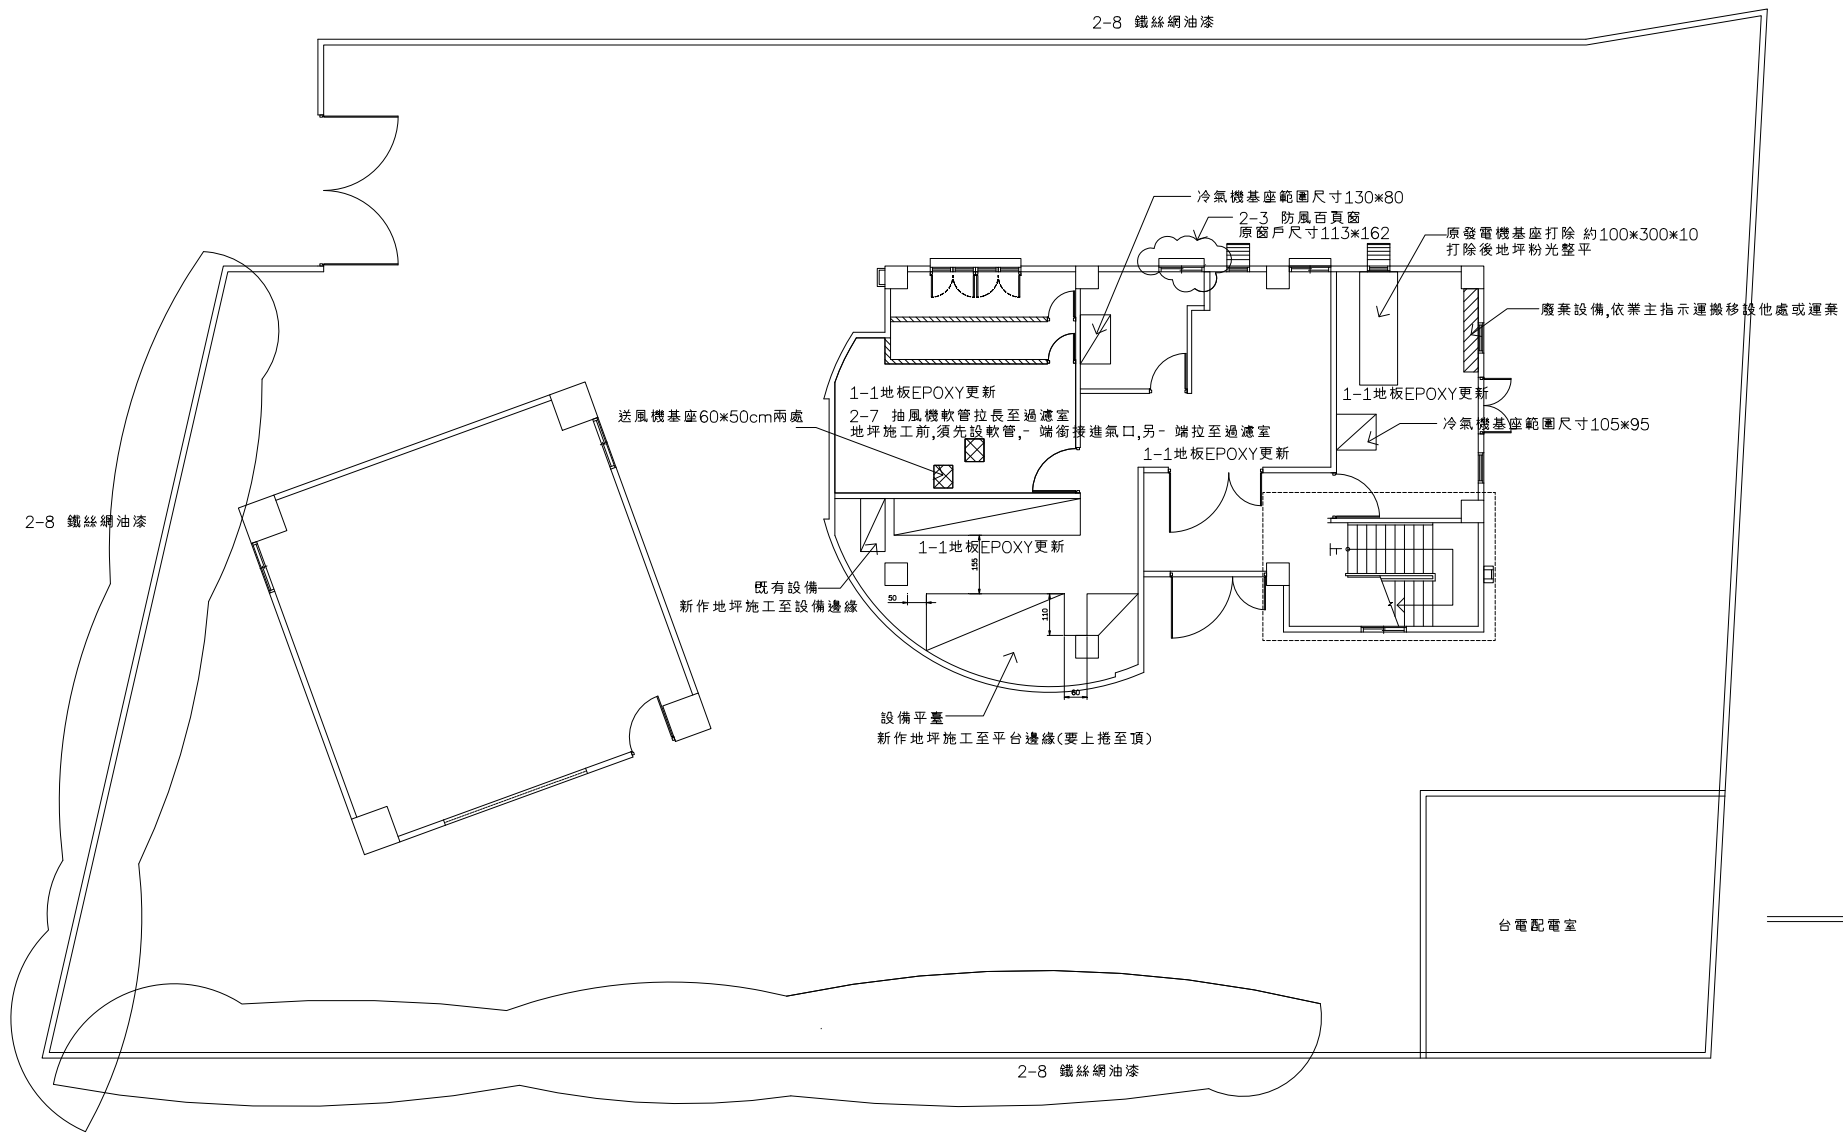 2-8 鐵絲網油漆
冷氣機基座範圍尺寸130*80
2-3 防風百頁窗
原窗戶尺寸113*162
原發電機基座打除 約100*300*10
打除後地坪粉光整平
廢棄設備,依業主指示運搬移設他處或運棄
1-1地板EPOXY更新
1-1地板EPOXY更新
送風機基座60*50cm兩處
2-7 抽風機軟管拉長至過濾室
地坪施工前,須先設軟管,-端銜接進氣口,另-端拉至過濾室
冷氣機基座範圍尺寸105*95
1-1地板EPOXY更新
2-8 鐵絲網油漆
1-1地板EPOXY更新
下
155
既有設備
新作地坪施工至設備邊緣
50
110
60
設備平臺
新作地坪施工至平台邊緣(要上捲至頂)
台電配電室
2-8 鐵絲網油漆